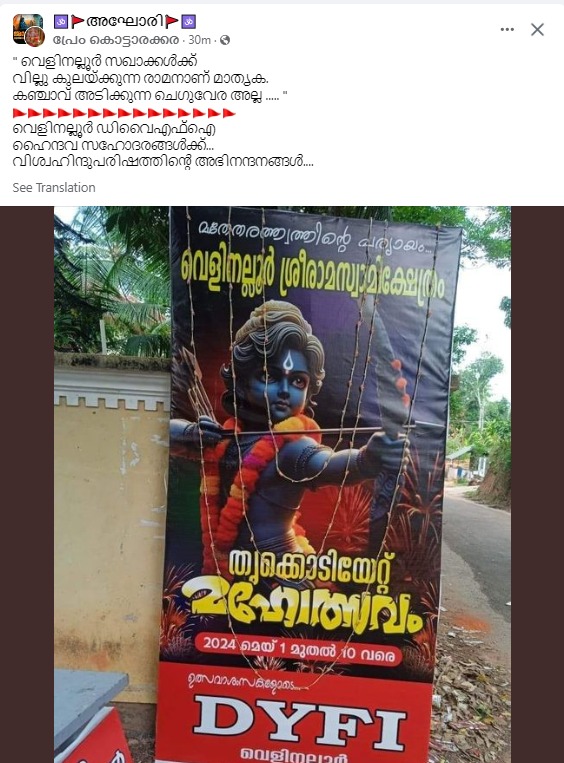 🕉🚩അഘോരി🚩🕉
പ്രേം കൊട്ടാരക്കര · 30m ·
" വെളിനല്ലൂർ സഖാക്കൾക്ക്
വില്ലു കുലയ്ക്കുന്ന രാമനാണ് മാതൃക.
കഞ്ചാവ് അടിക്കുന്ന ചെഗുവേര അല്ല ..... "
🚩🚩🚩🚩🚩🚩🚩🚩🚩🚩🚩🚩🚩🚩🚩
വെളിനല്ലൂർ ഡിവൈഎഫ്ഐ
ഹൈന്ദവ സഹോദരങ്ങൾക്ക്...
വിശ്വഹിന്ദുപരിഷത്തിന്റെ അഭിനന്ദനങ്ങൾ....
See Translation
മതേതരത്ത്വത്തിന്റെ പര്യായം...
വെളിനല്ലൂർ ശ്രീരാമസ്വാമിക്ഷേത്രം
തൃക്കൊടിയേറ്റ്
മഹോത്സവം
2024 മെയ് 1 മുതൽ 10 വരെ
ഉത്സവാശംസകളോടെ...
DYFI
വെളിനല്ലൂർ